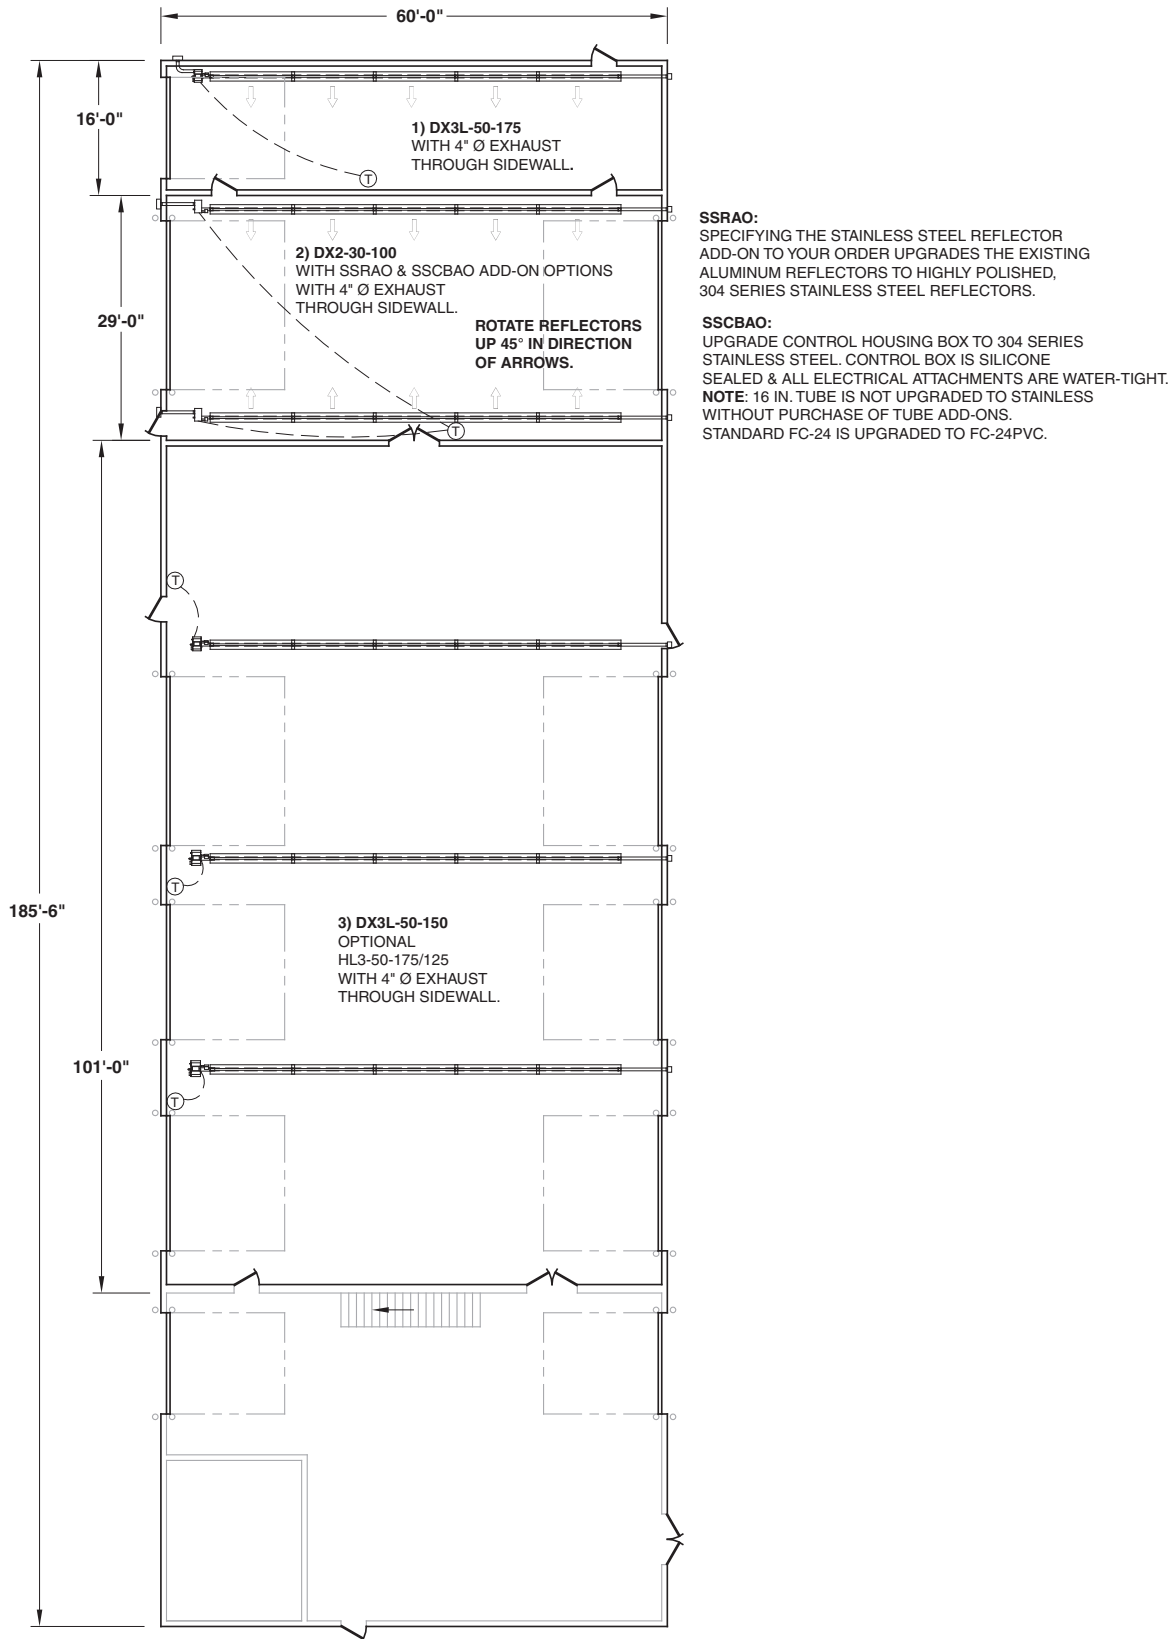 60'-0"
16'-0"
1) DX3L-50-175
WITH 4" Ø EXHAUST
THROUGH SIDEWALL.
T
29'-0"
2) DX2-30-100
WITH SSRAO & SSCBAO ADD-ON OPTIONS
WITH 4" Ø EXHAUST
THROUGH SIDEWALL.
ROTATE REFLECTORS
UP 45° IN DIRECTION
OF ARROWS.
T
SSRAO:
SPECIFYING THE STAINLESS STEEL REFLECTOR
ADD-ON TO YOUR ORDER UPGRADES THE EXISTING
ALUMINUM REFLECTORS TO HIGHLY POLISHED,
304 SERIES STAINLESS STEEL REFLECTORS.
SSCBAO:
UPGRADE CONTROL HOUSING BOX TO 304 SERIES
STAINLESS STEEL. CONTROL BOX IS SILICONE
SEALED & ALL ELECTRICAL ATTACHMENTS ARE WATER-TIGHT.
NOTE: 16 IN. TUBE IS NOT UPGRADED TO STAINLESS
WITHOUT PURCHASE OF TUBE ADD-ONS.
STANDARD FC-24 IS UPGRADED TO FC-24PVC.
T
T
185'-6"
3) DX3L-50-150
OPTIONAL
HL3-50-175/125
WITH 4" Ø EXHAUST
THROUGH SIDEWALL.
101'-0"
T